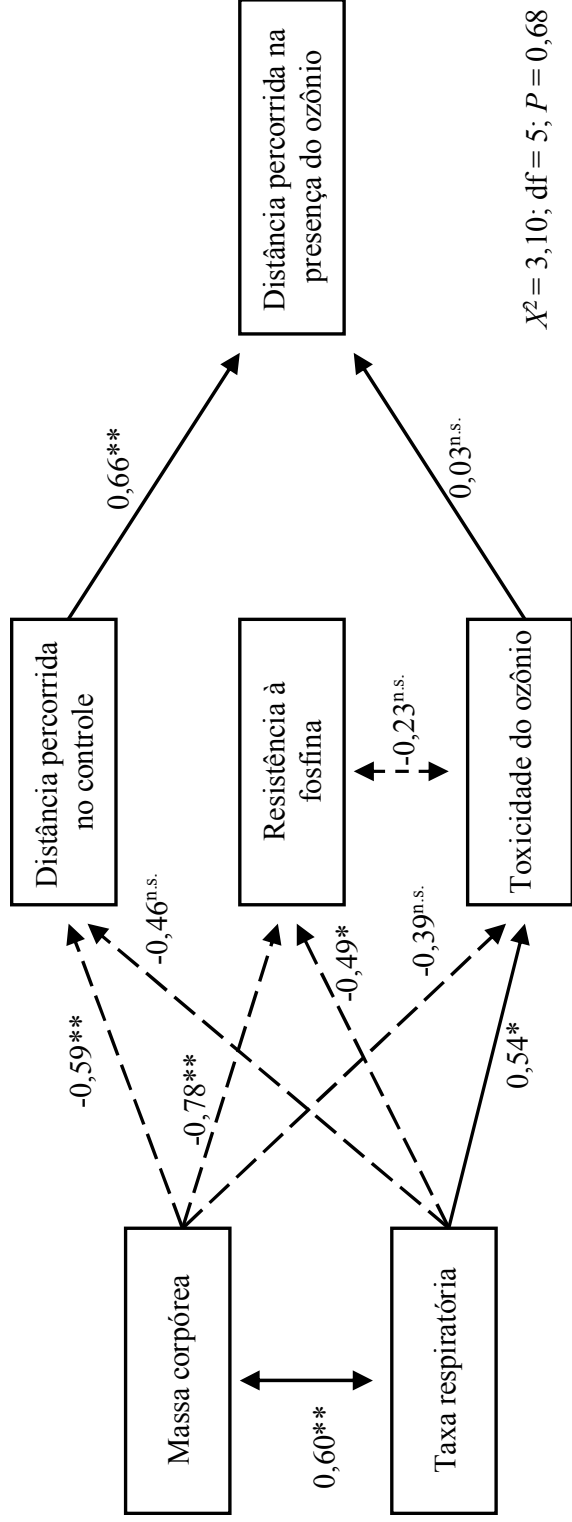 Massa corpórea
Taxa respiratória
0,60**
-0,59**
-0,46n.s.
-0,78**
-0,49*
-0,39n.s.
0,54*
Distância percorrida
no controle
Resistência à
fosfina
-0,23n.s.
Toxicidade do ozônio
0,66**
0,03n.s.
Distância percorrida na
presença do ozônio
X² = 3,10; df = 5; P = 0,68